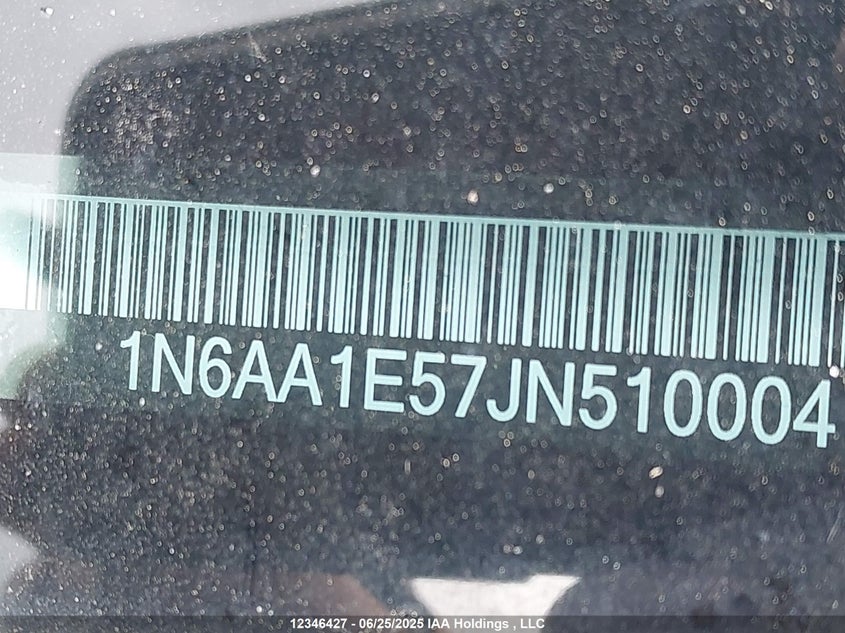 1N6AA1E57JN510004
12346427 - 06/25/2025 IAA Holdings , LLC